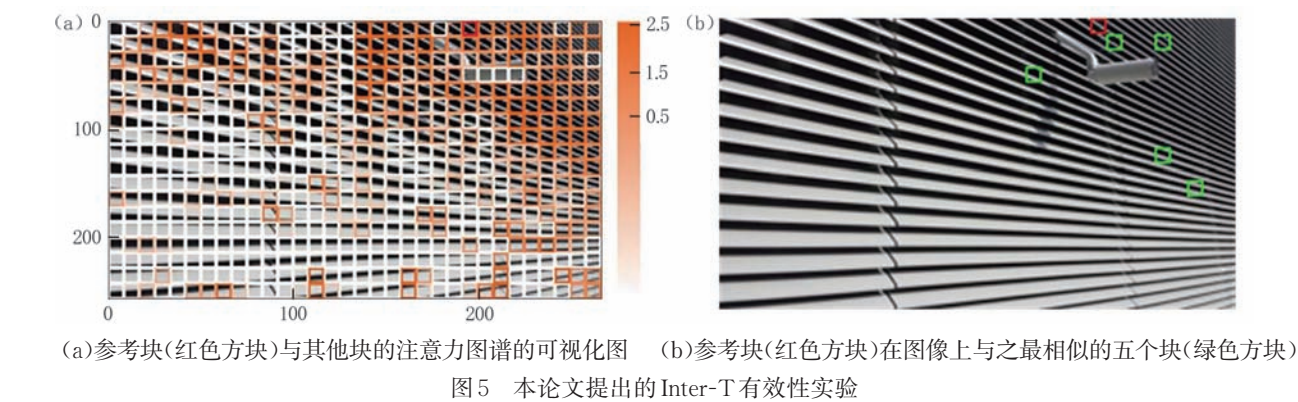 (a) 0 2.5 (b)
1.5
0.5
100
200
0 100 200
(a)参考块(红色方块)与其他块的注意力图谱的可视化图 (b)参考块(红色方块)在图像上与之最相似的五个块(绿色方块)
图5 本论文提出的Inter-T有效性实验